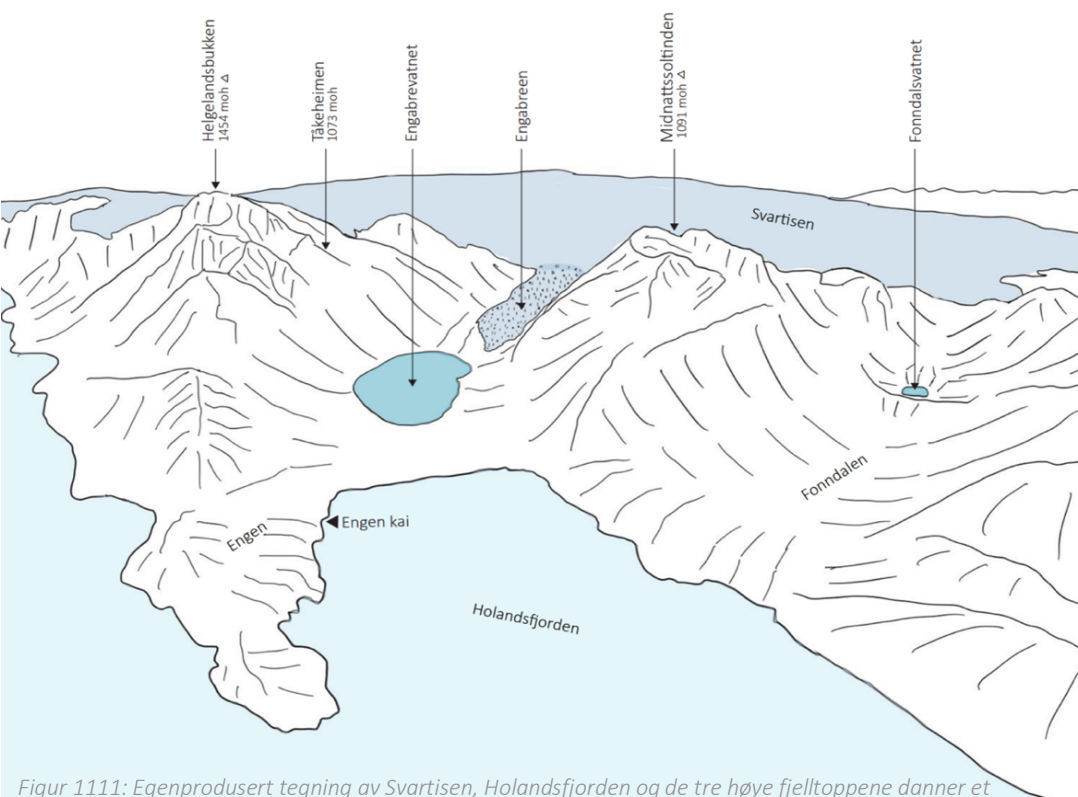 Helgelandsbukken
1454 moh △
Tåkeheimen
1073 moh
Engabrevatnet
Engabreen
Midnattssoltinden
1091 moh △
Fonndalsvatnet
Svartisen
Fonndalen
Engen kai
Engen
Holandsfjorden
Figur 1111: Egenprodusert tegning av Svartisen, Holandsfjorden og de tre høye fjelltoppene danner et